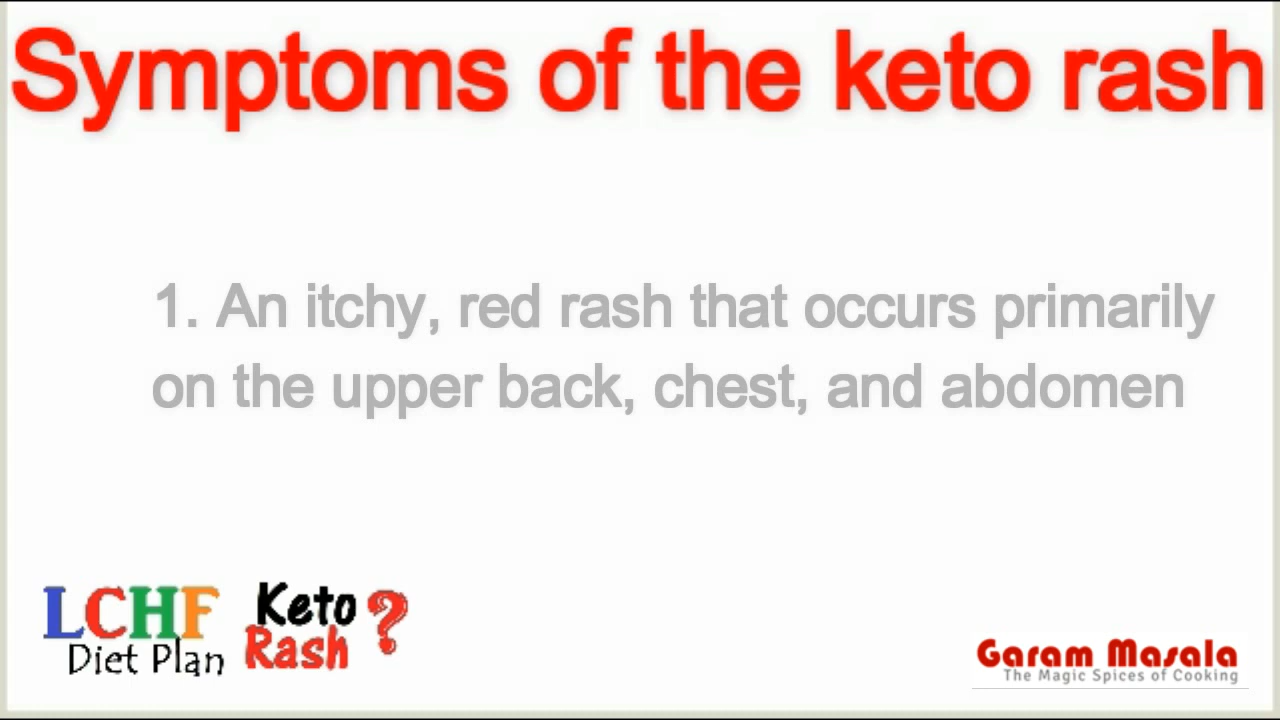 Symptoms of the keto rash
1. An itchy, red rash that occurs primarily
on the upper back, chest, and abdomen
LCHF
Diet Plan
Keto
Rash ?
Garam Masala
The Magic Spices of Cooking